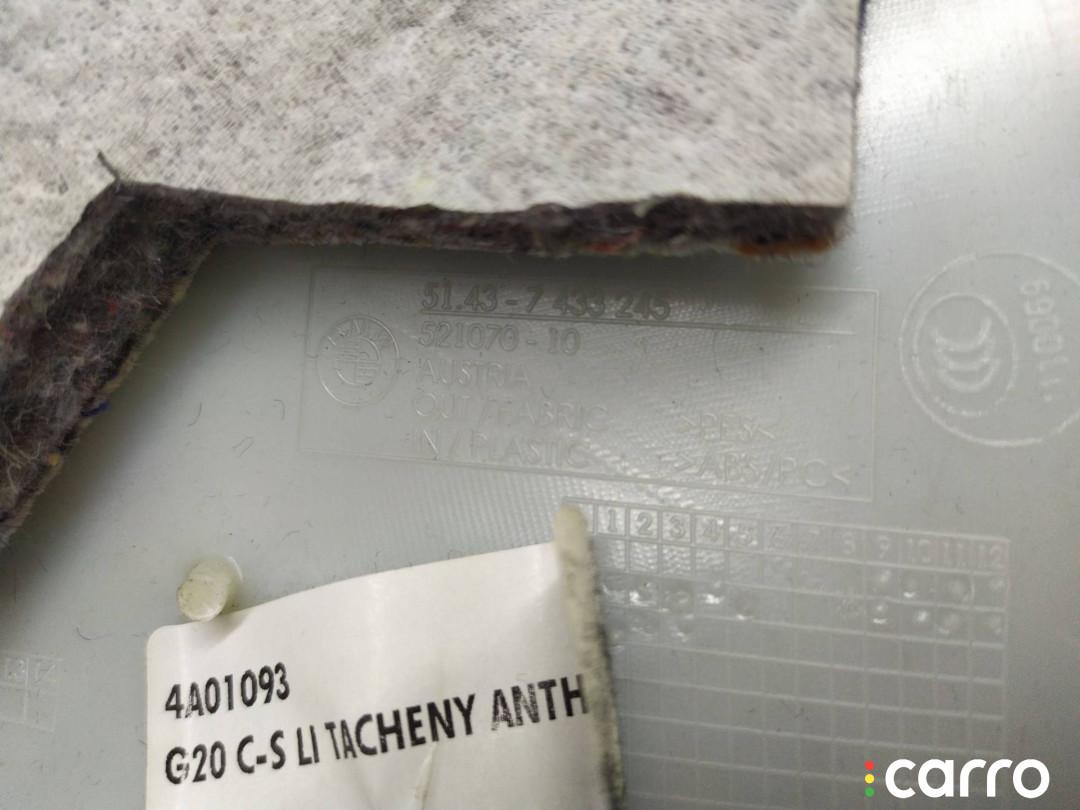 51.43 - 7 433 245
521070 - 10
AUSTRIA
OUT / FABRIC >PES<
IN / PLASTIC >ABS/PC<
CCC
1 2 3 4 5 6 7 8 9 10 11 12
4A01093
G20 C-S LI TACHENY ANTH
carro